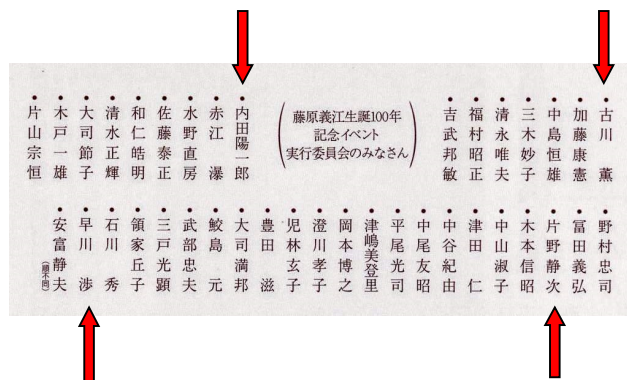 ・古川 薫
・加藤康憲
・中島恒雄
・三木妙子
・清永唯夫
・福村昭正
・吉武邦敏
(藤原義江生誕100年
記念イベント
実行委員会のみなさん)
・内田陽一郎
・赤江 瀑
・水野直房
・佐藤泰正
・和仁皓明
・清水正輝
・大司節子
・木戸一雄
・片山宗恒
・野村忠司
・冨田義弘
・片野静次
・木本信昭
・中山淑子
・津田 仁
・中谷紀由
・中尾友昭
・平尾光司
・津嶋美登里
・岡本博之
・澄川孝子
・児林玄子
・豊田 滋
・大司満邦
・鮫島 元
・武部忠夫
・三戸光顕
・領家丘子
・石川 秀
・早川 渉
・安富静夫
(順不同)